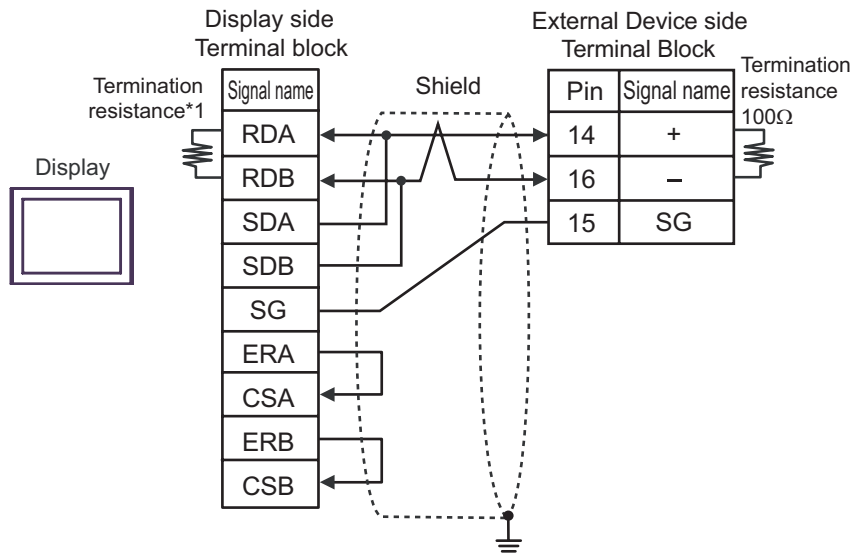 Display side
Terminal block
External Device side
Terminal Block
Termination
resistance*1
Shield
Termination
resistance
100Ω
Display
Signal name
RDA
RDB
SDA
SDB
SG
ERA
CSA
ERB
CSB
Pin Signal name
14 +
16 –
15 SG